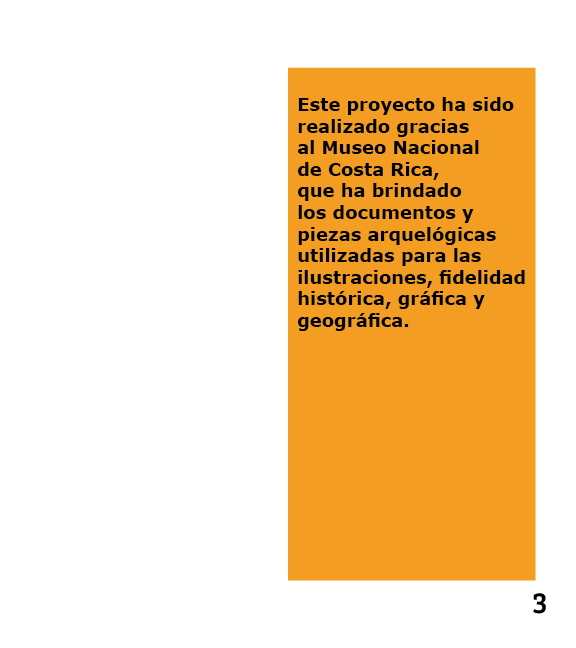 Este proyecto ha sido
realizado gracias
al Museo Nacional
de Costa Rica,
que ha brindado
los documentos y
piezas arquelógicas
utilizadas para las
ilustraciones, fidelidad
histórica, gráfica y
geográfica.
3